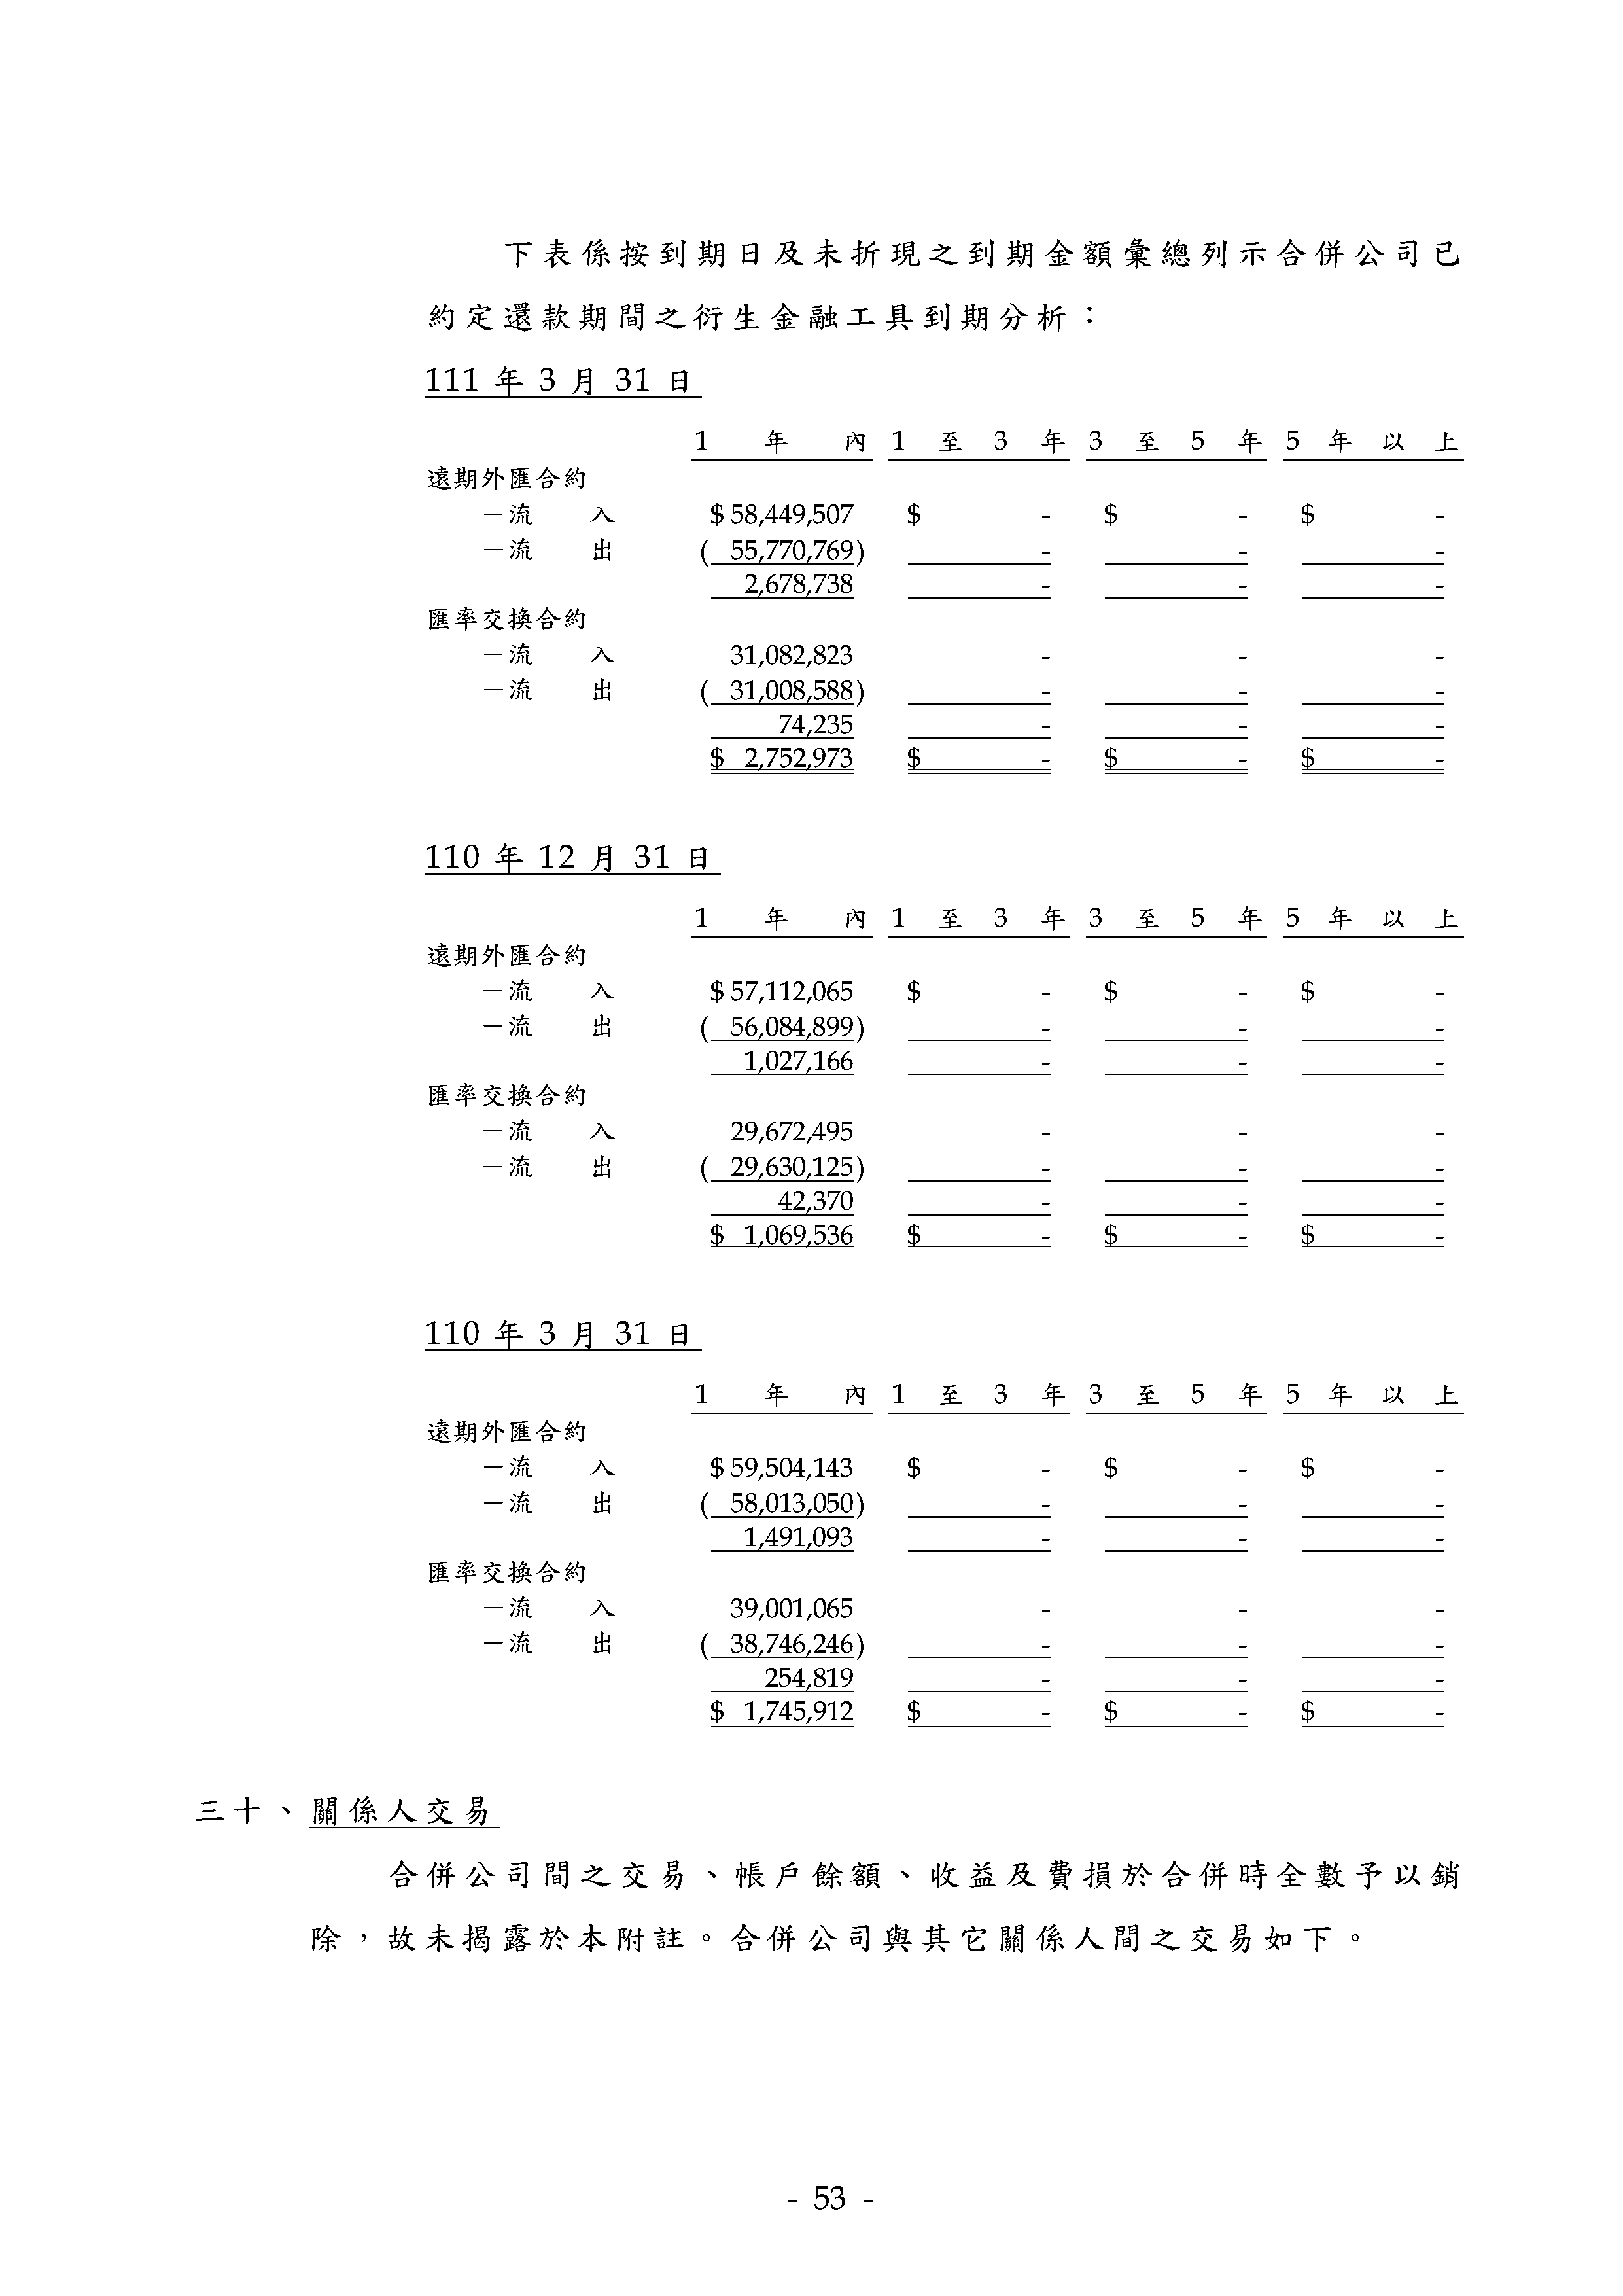 下表係按到期日及未折現之到期金額彙總列示合併公司已
約定還款期間之衍生金融工具到期分析：
111 年 3 月 31 日
1 年 內 1 至 3 年 3 至 5 年 5 年 以 上
遠期外匯合約
－流 入 $ 58,449,507 $ - $ - $ -
－流 出 ( 55,770,769) - - -
2,678,738 - - -
匯率交換合約
－流 入 31,082,823 - - -
－流 出 ( 31,008,588) - - -
74,235 - - -
$ 2,752,973 $ - $ - $ -
110 年 12 月 31 日
1 年 內 1 至 3 年 3 至 5 年 5 年 以 上
遠期外匯合約
－流 入 $ 57,112,065 $ - $ - $ -
－流 出 ( 56,084,899) - - -
1,027,166 - - -
匯率交換合約
－流 入 29,672,495 - - -
－流 出 ( 29,630,125) - - -
42,370 - - -
$ 1,069,536 $ - $ - $ -
110 年 3 月 31 日
1 年 內 1 至 3 年 3 至 5 年 5 年 以 上
遠期外匯合約
－流 入 $ 59,504,143 $ - $ - $ -
－流 出 ( 58,013,050) - - -
1,491,093 - - -
匯率交換合約
－流 入 39,001,065 - - -
－流 出 ( 38,746,246) - - -
254,819 - - -
$ 1,745,912 $ - $ - $ -
三十、關係人交易
合併公司間之交易、帳戶餘額、收益及費損於合併時全數予以銷
除，故未揭露於本附註。合併公司與其它關係人間之交易如下。
- 53 -